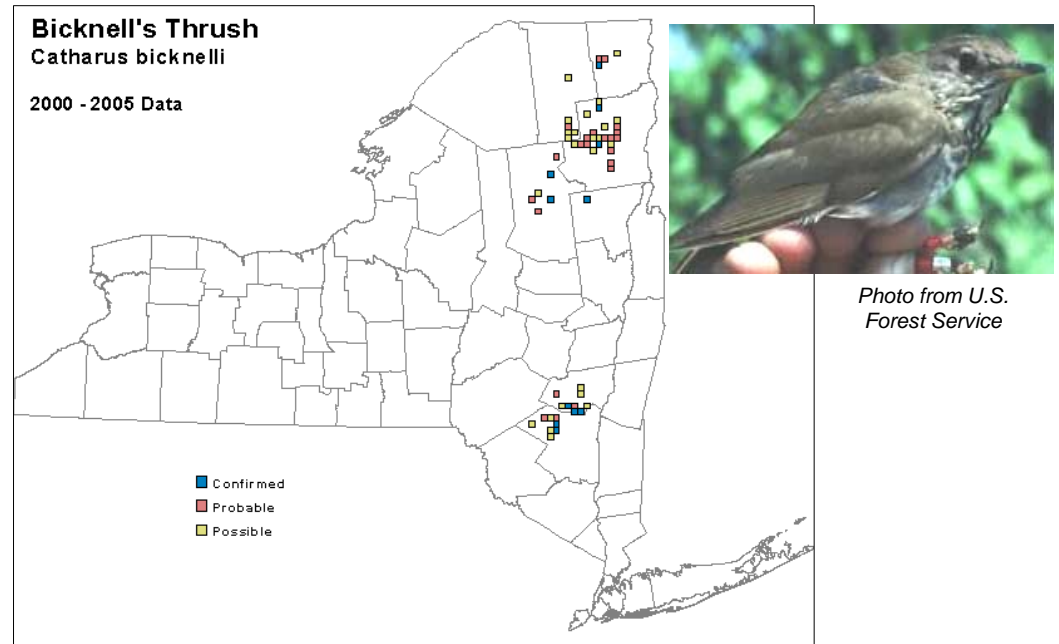 Bicknell's Thrush
Catharus bicknelli
2000 - 2005 Data
Confirmed
Probable
Possible
Photo from U.S.
Forest Service